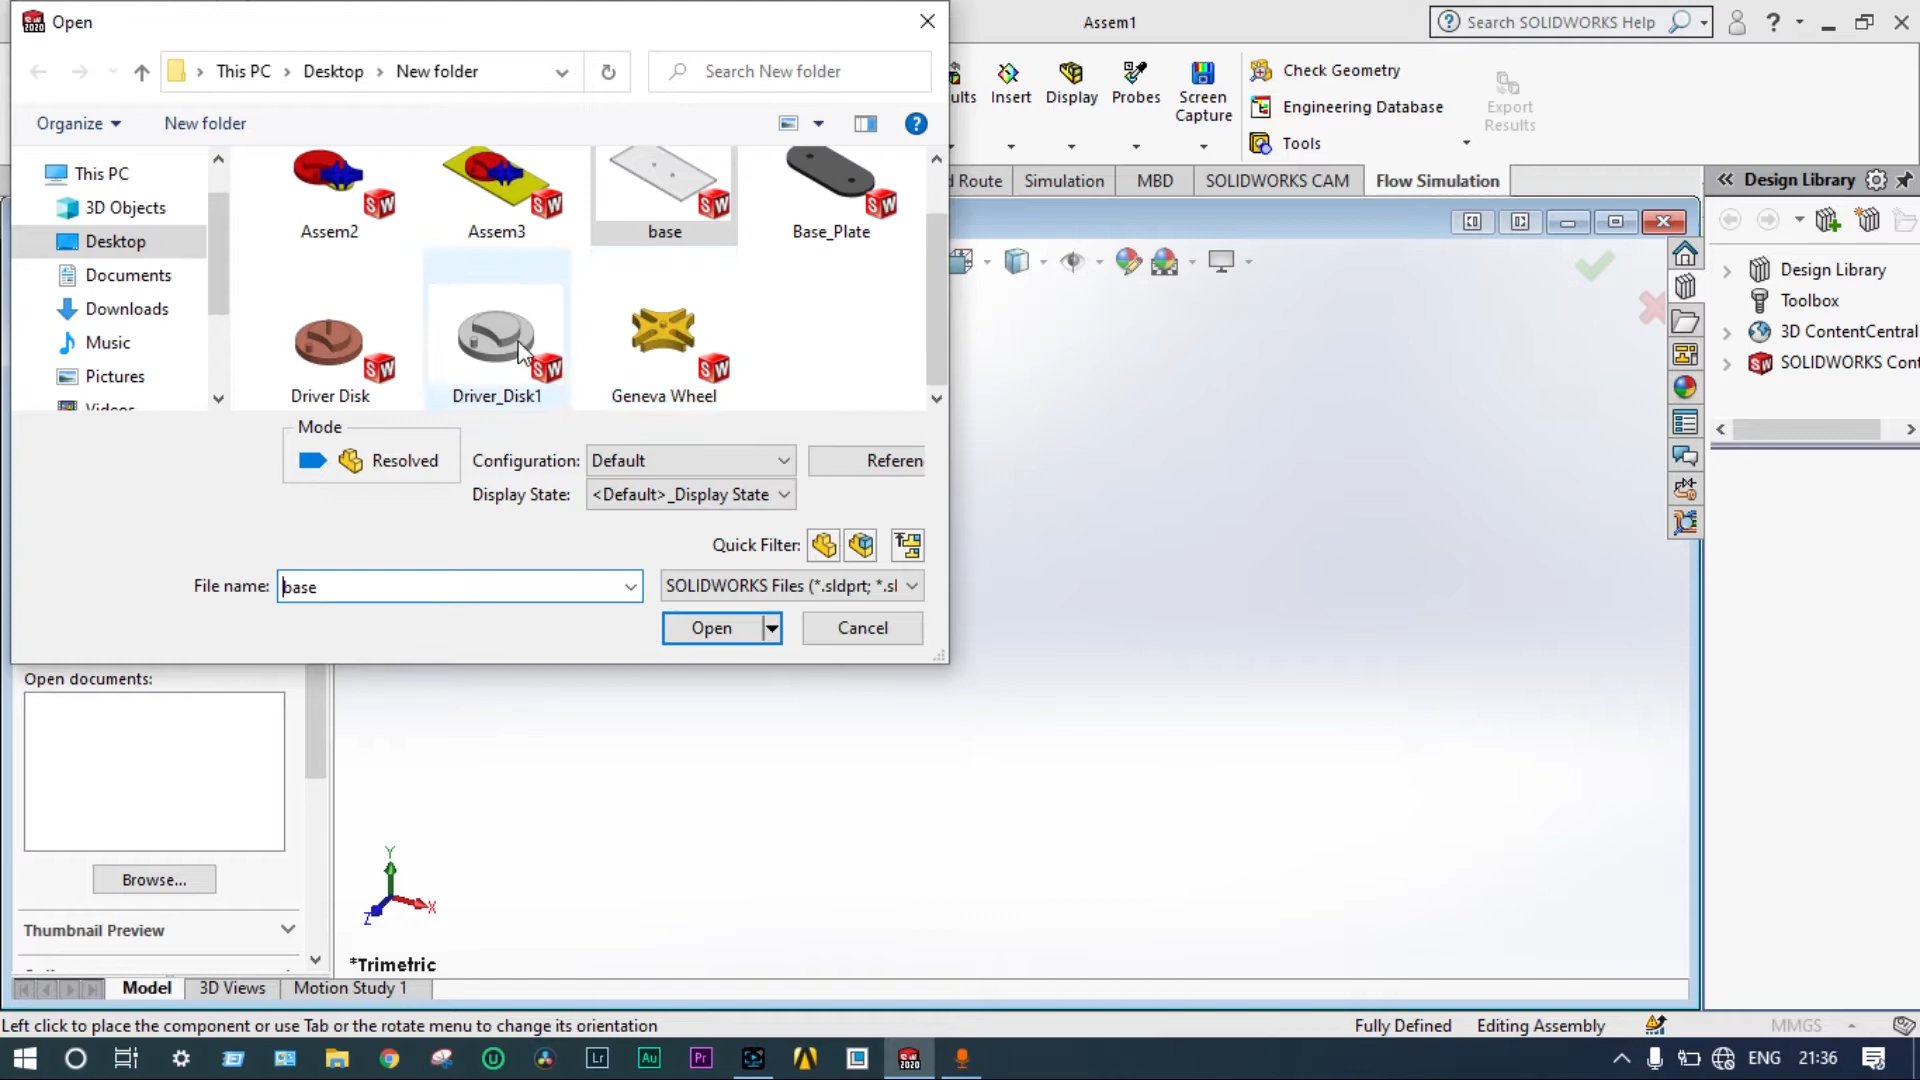 Open
Assem1
Search SOLIDWORKS Help
This PC
Desktop
New folder
Search New folder
Organize
New folder
This PC
3D Objects
Desktop
Documents
Downloads
Music
Pictures
Assem2
Assem3
base
Base_Plate
Driver Disk
Driver_Disk1
Geneva Wheel
Mode
Resolved
Configuration:
Default
Referen
Display State:
<Default>_Display State
Quick Filter:
File name:
base
SOLIDWORKS Files (*.sldprt; *.sl
Open
Cancel
ults
Insert
Display
Probes
Screen
Capture
Check Geometry
Engineering Database
Tools
Export
Results
d Route
Simulation
MBD
SOLIDWORKS CAM
Flow Simulation
Design Library
Design Library
Toolbox
3D ContentCentral
SOLIDWORKS Cont
Open documents:
Browse...
Thumbnail Preview
Y
X
Z
*Trimetric
Model
3D Views
Motion Study 1
Left click to place the component or use Tab or the rotate menu to change its orientation
Fully Defined
Editing Assembly
MMGS
Lr
Au
Pr
ENG
21:36